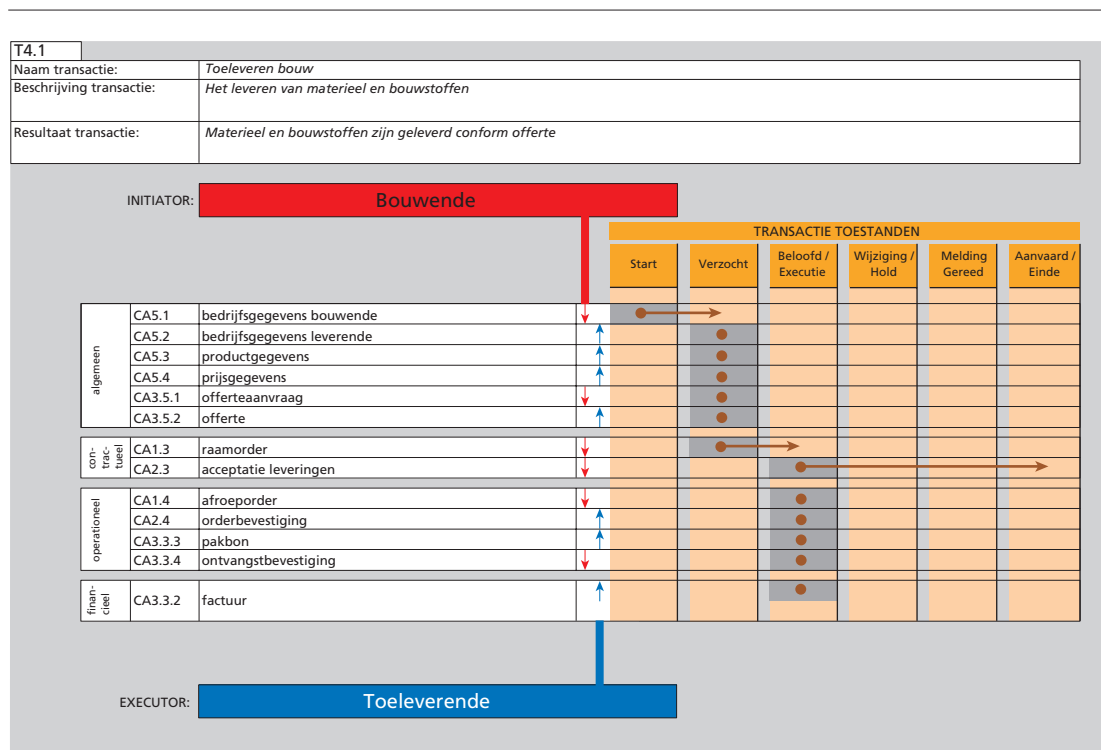 T4.1
Naam transactie: Toeleveren bouw
Beschrijving transactie: Het leveren van materieel en bouwstoffen
Resultaat transactie: Materieel en bouwstoffen zijn geleverd conform offerte
INITIATOR: Bouwende
TRANSACTIE TOESTANDEN
Start
Verzocht
Beloofd /
Executie
Wijziging /
Hold
Melding
Gereed
Aanvaard /
Einde
algemeen
CA5.1 bedrijfsgegevens bouwende
CA5.2 bedrijfsgegevens leverende
CA5.3 productgegevens
CA5.4 prijsgegevens
CA3.5.1 offerteaanvraag
CA3.5.2 offerte
con-
trac-
tueel
CA1.3 raamorder
CA2.3 acceptatie leveringen
operationeel
CA1.4 afroeporder
CA2.4 orderbevestiging
CA3.3.3 pakbon
CA3.3.4 ontvangstbevestiging
finan-
cieel
CA3.3.2 factuur
EXECUTOR: Toeleverende